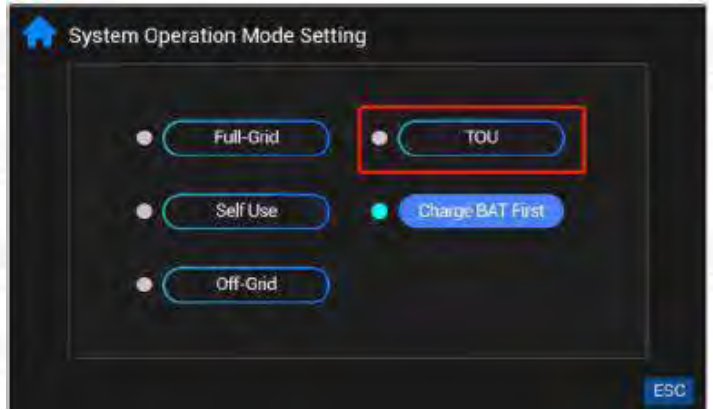 System Operation Mode Setting
Full-Grid
TOU
Self Use
Charge BAT First
Off-Grid
ESC